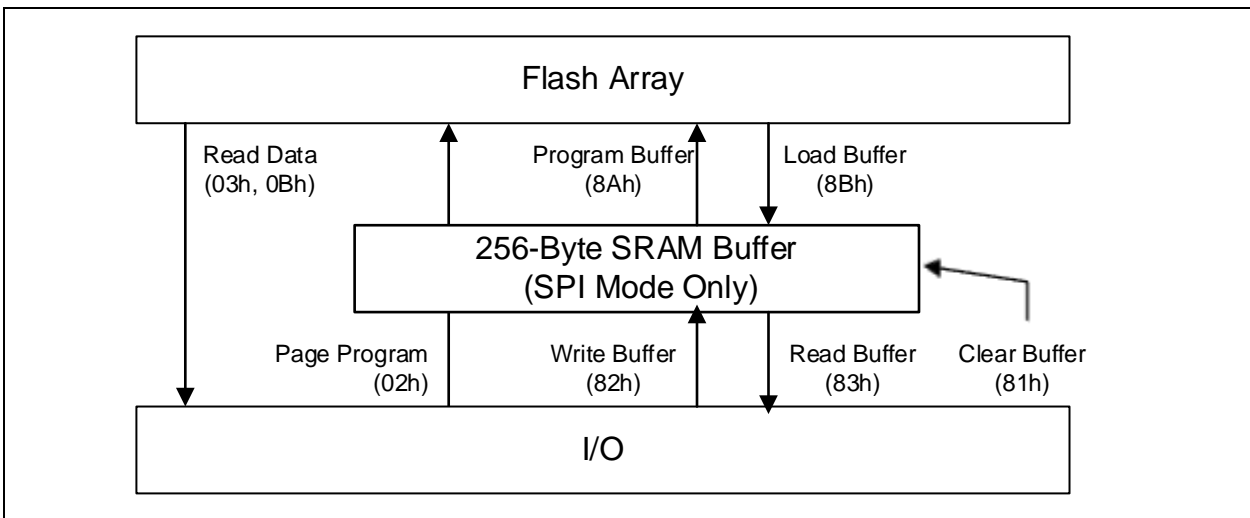 Flash Array
Read Data
(03h, 0Bh)
Program Buffer
(8Ah)
Load Buffer
(8Bh)
256-Byte SRAM Buffer
(SPI Mode Only)
Page Program
(02h)
Write Buffer
(82h)
Read Buffer
(83h)
Clear Buffer
(81h)
I/O